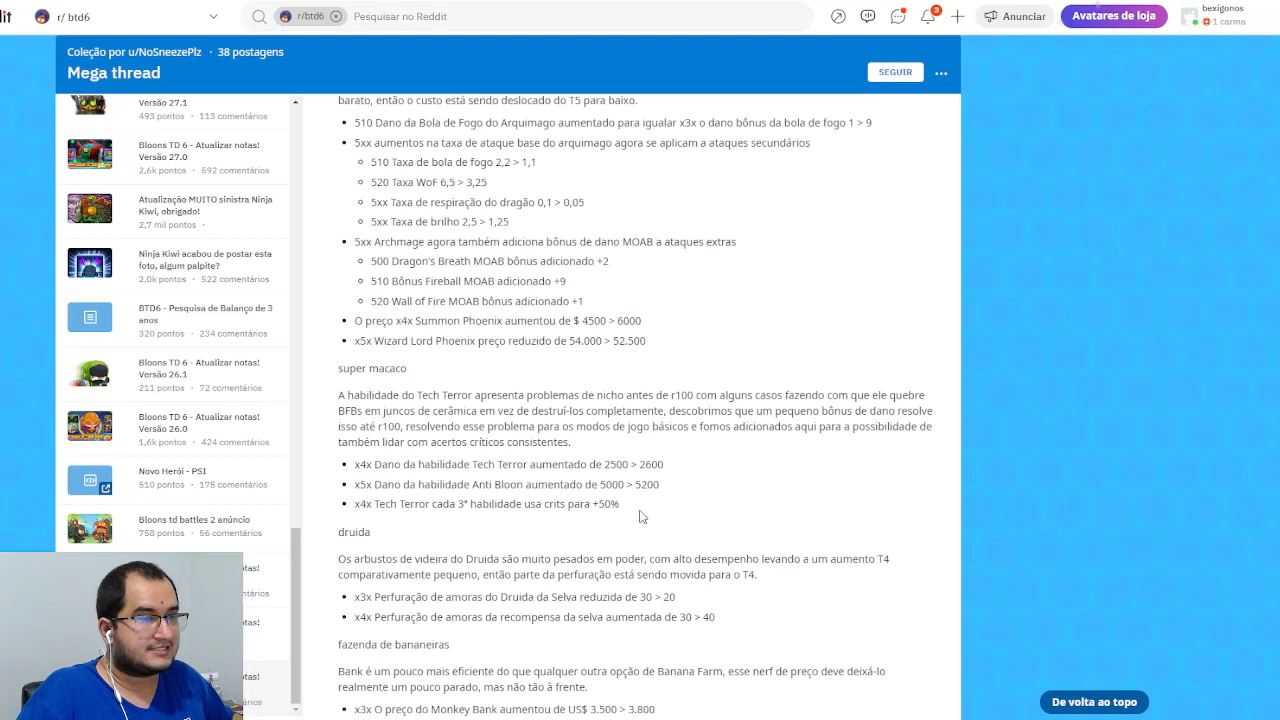 it r/ btd6 r/btd6 Pesquisar no Reddit 3 Anunciar Avatares de loja bexigonos
1 carma
Coleção por u/NoSneezePlz · 38 postagens
Mega thread
SEGUIR
Versão 27.1
493 pontos · 113 comentários
Bloons TD 6 - Atualizar notas!
Versão 27.0
2,6k pontos · 592 comentários
Atualização MUITO sinistra Ninja
Kiwi, obrigado!
2,7 mil pontos ·
Ninja Kiwi acabou de postar esta
foto, algum palpite?
2.0k pontos · 522 comentários
BTD6 - Pesquisa de Balanço de 3
anos
320 pontos · 234 comentários
Bloons TD 6 - Atualizar notas!
Versão 26.1
211 pontos · 72 comentários
Bloons TD 6 - Atualizar notas!
Versão 26.0
1,6k pontos · 424 comentários
Novo Herói - PSI
510 pontos · 175 comentários
Bloons td battles 2 anúncio
758 pontos · 56 comentários
tas!
ntários
tas!
ntários
tas!
ários
barato, então o custo está sendo deslocado do T5 para baixo.
• 510 Dano da Bola de Fogo do Arquimago aumentado para igualar x3x o dano bônus da bola de fogo 1 > 9
• 5xx aumentos na taxa de ataque base do arquimago agora se aplicam a ataques secundários
510 Taxa de bola de fogo 2,2 > 1,1
520 Taxa WoF 6,5 > 3,25
5xx Taxa de respiração do dragão 0,1 > 0,05
5xx Taxa de brilho 2,5 > 1,25
• 5xx Archmage agora também adiciona bônus de dano MOAB a ataques extras
500 Dragon's Breath MOAB bônus adicionado +2
510 Bônus Fireball MOAB adicionado +9
520 Wall of Fire MOAB bônus adicionado +1
• O preço x4x Summon Phoenix aumentou de $ 4500 > 6000
• x5x Wizard Lord Phoenix preço reduzido de 54.000 > 52.500
super macaco
A habilidade do Tech Terror apresenta problemas de nicho antes de r100 com alguns casos fazendo com que ele quebre
BFBs em juncos de cerâmica em vez de destruí-los completamente, descobrimos que um pequeno bônus de dano resolve
isso até r100, resolvendo esse problema para os modos de jogo básicos e fomos adicionados aqui para a possibilidade de
também lidar com acertos críticos consistentes.
• x4x Dano da habilidade Tech Terror aumentado de 2500 > 2600
• x5x Dano da habilidade Anti Bloon aumentado de 5000 > 5200
• x4x Tech Terror cada 3ª habilidade usa crits para +50%
druida
Os arbustos de videira do Druida são muito pesados em poder, com alto desempenho levando a um aumento T4
comparativamente pequeno, então parte da perfuração está sendo movida para o T4.
• x3x Perfuração de amoras do Druida da Selva reduzida de 30 > 20
• x4x Perfuração de amoras da recompensa da selva aumentada de 30 > 40
fazenda de bananeiras
Bank é um pouco mais eficiente do que qualquer outra opção de Banana Farm, esse nerf de preço deve deixá-lo
realmente um pouco parado, mas não tão à frente.
• x3x O preço do Monkey Bank aumentou de US$ 3.500 > 3.800
De volta ao topo